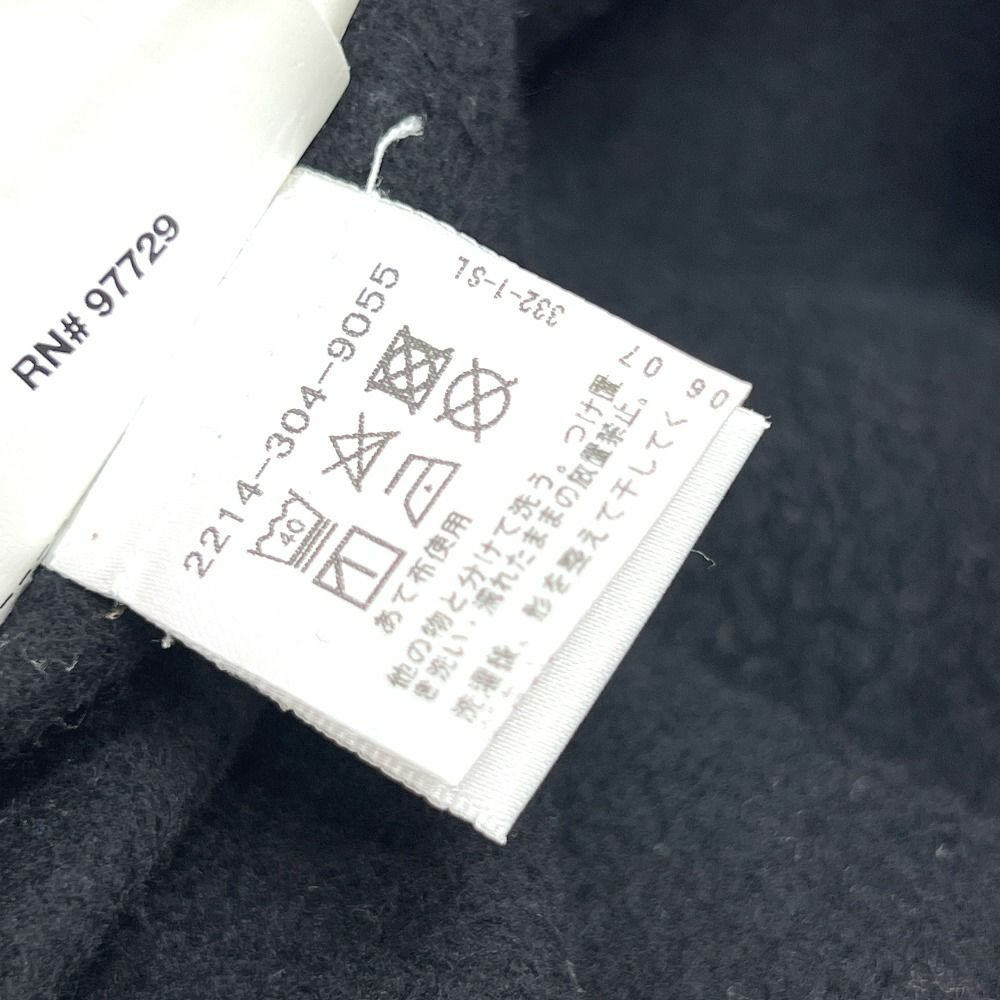 RN# 97729
2214-304-9055
40
あて布使用
他の物と分けて洗う。つけ置
き洗い、濡れたままの放置禁止。
洗濯後、形を整えて干してく
332-1-SL
07